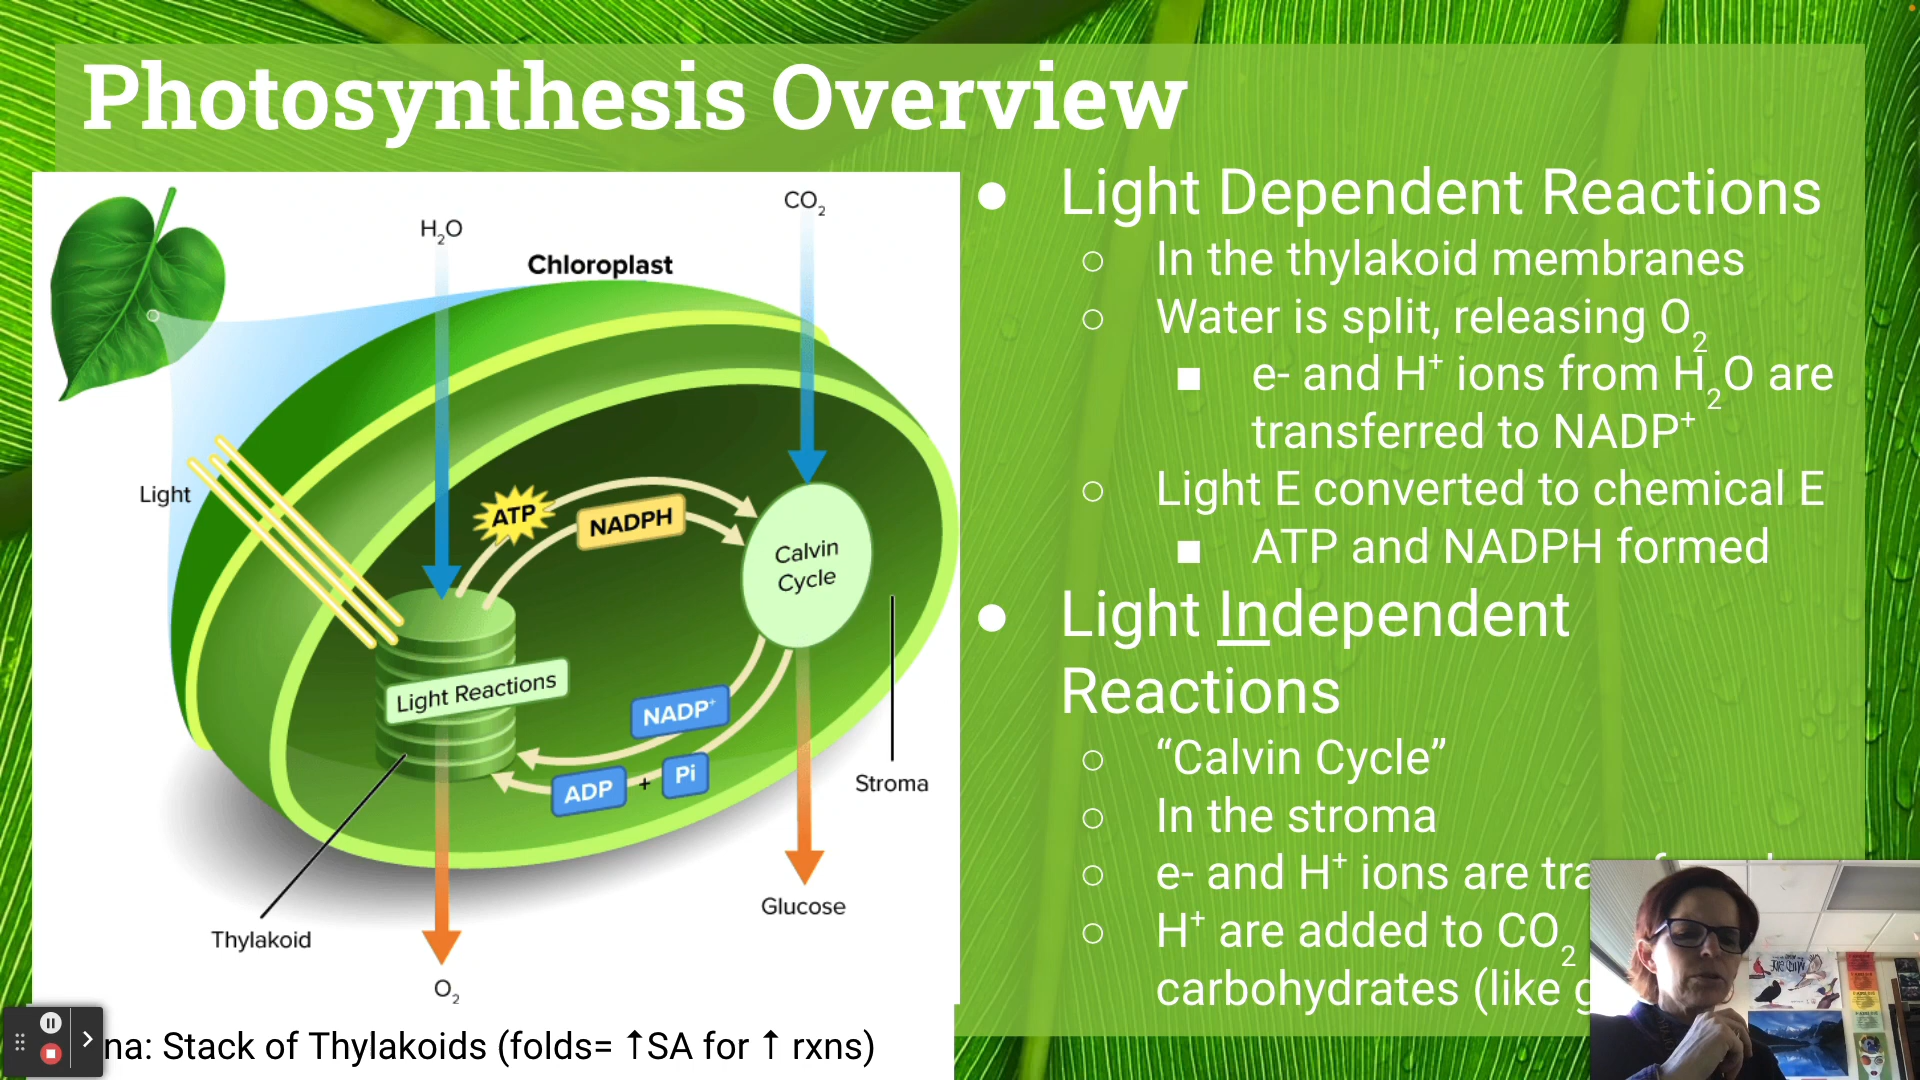 Photosynthesis Overview
H₂O
CO₂
Chloroplast
Light
ATP
NADPH
Calvin
Cycle
Light Reactions
NADP⁺
ADP + Pi
Stroma
Thylakoid
Glucose
O₂
na: Stack of Thylakoids (folds= ↑SA for ↑ rxns)
● Light Dependent Reactions
○ In the thylakoid membranes
○ Water is split, releasing O₂
■ e- and H⁺ ions from H₂O are
transferred to NADP⁺
○ Light E converted to chemical E
■ ATP and NADPH formed
● Light Independent
Reactions
○ “Calvin Cycle”
○ In the stroma
○ e- and H⁺ ions are
○ H⁺ are added to CO₂
carbohydrates (like